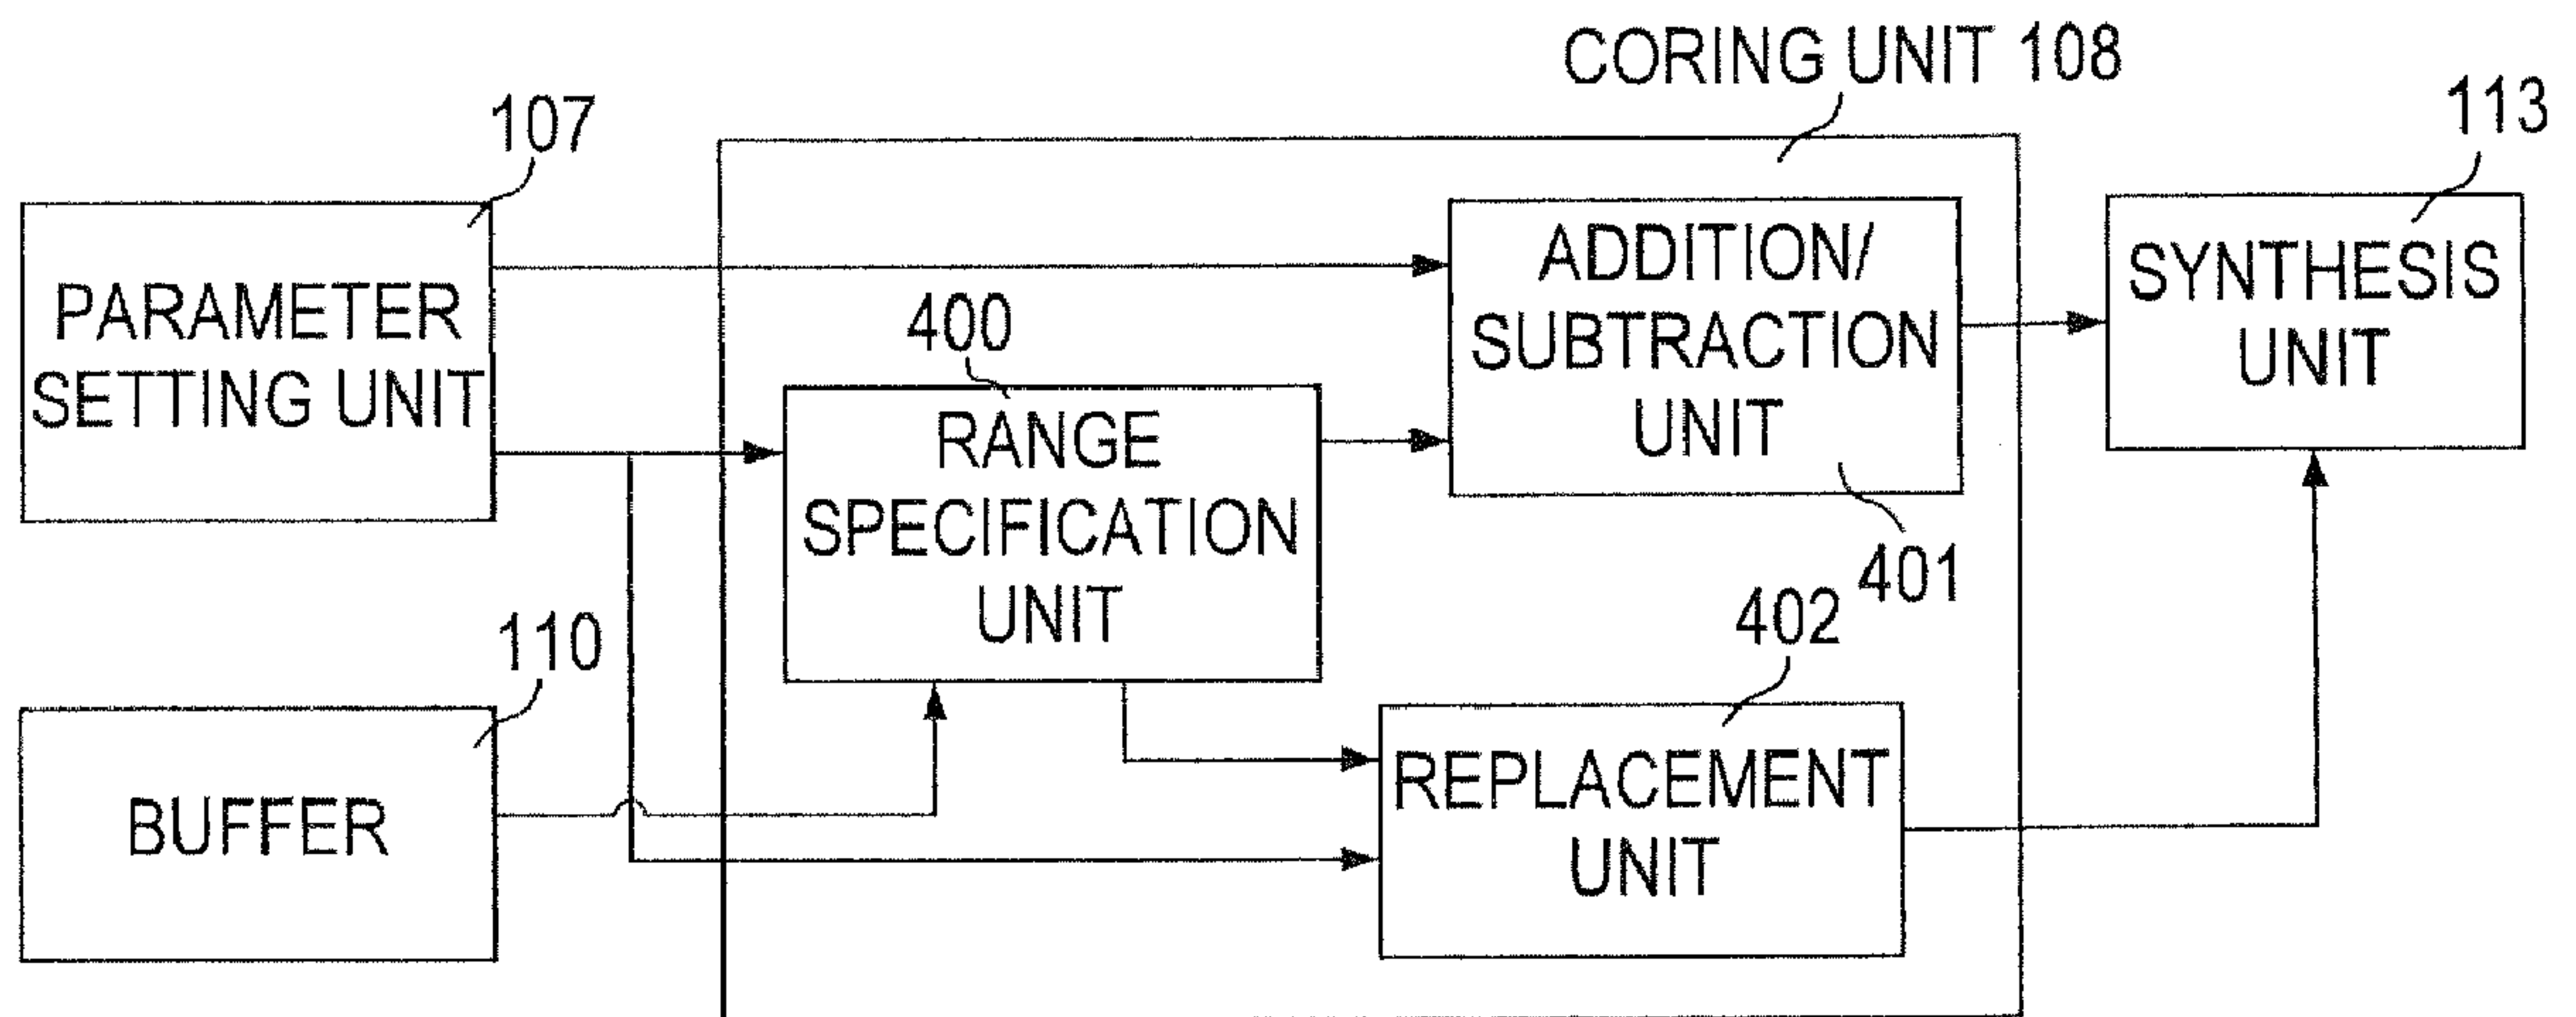 CORING UNIT 108
107
113
PARAMETER
SETTING UNIT
400
ADDITION/
SUBTRACTION
UNIT
SYNTHESIS
UNIT
RANGE
SPECIFICATION
UNIT
401
110
402
BUFFER
REPLACEMENT
UNIT